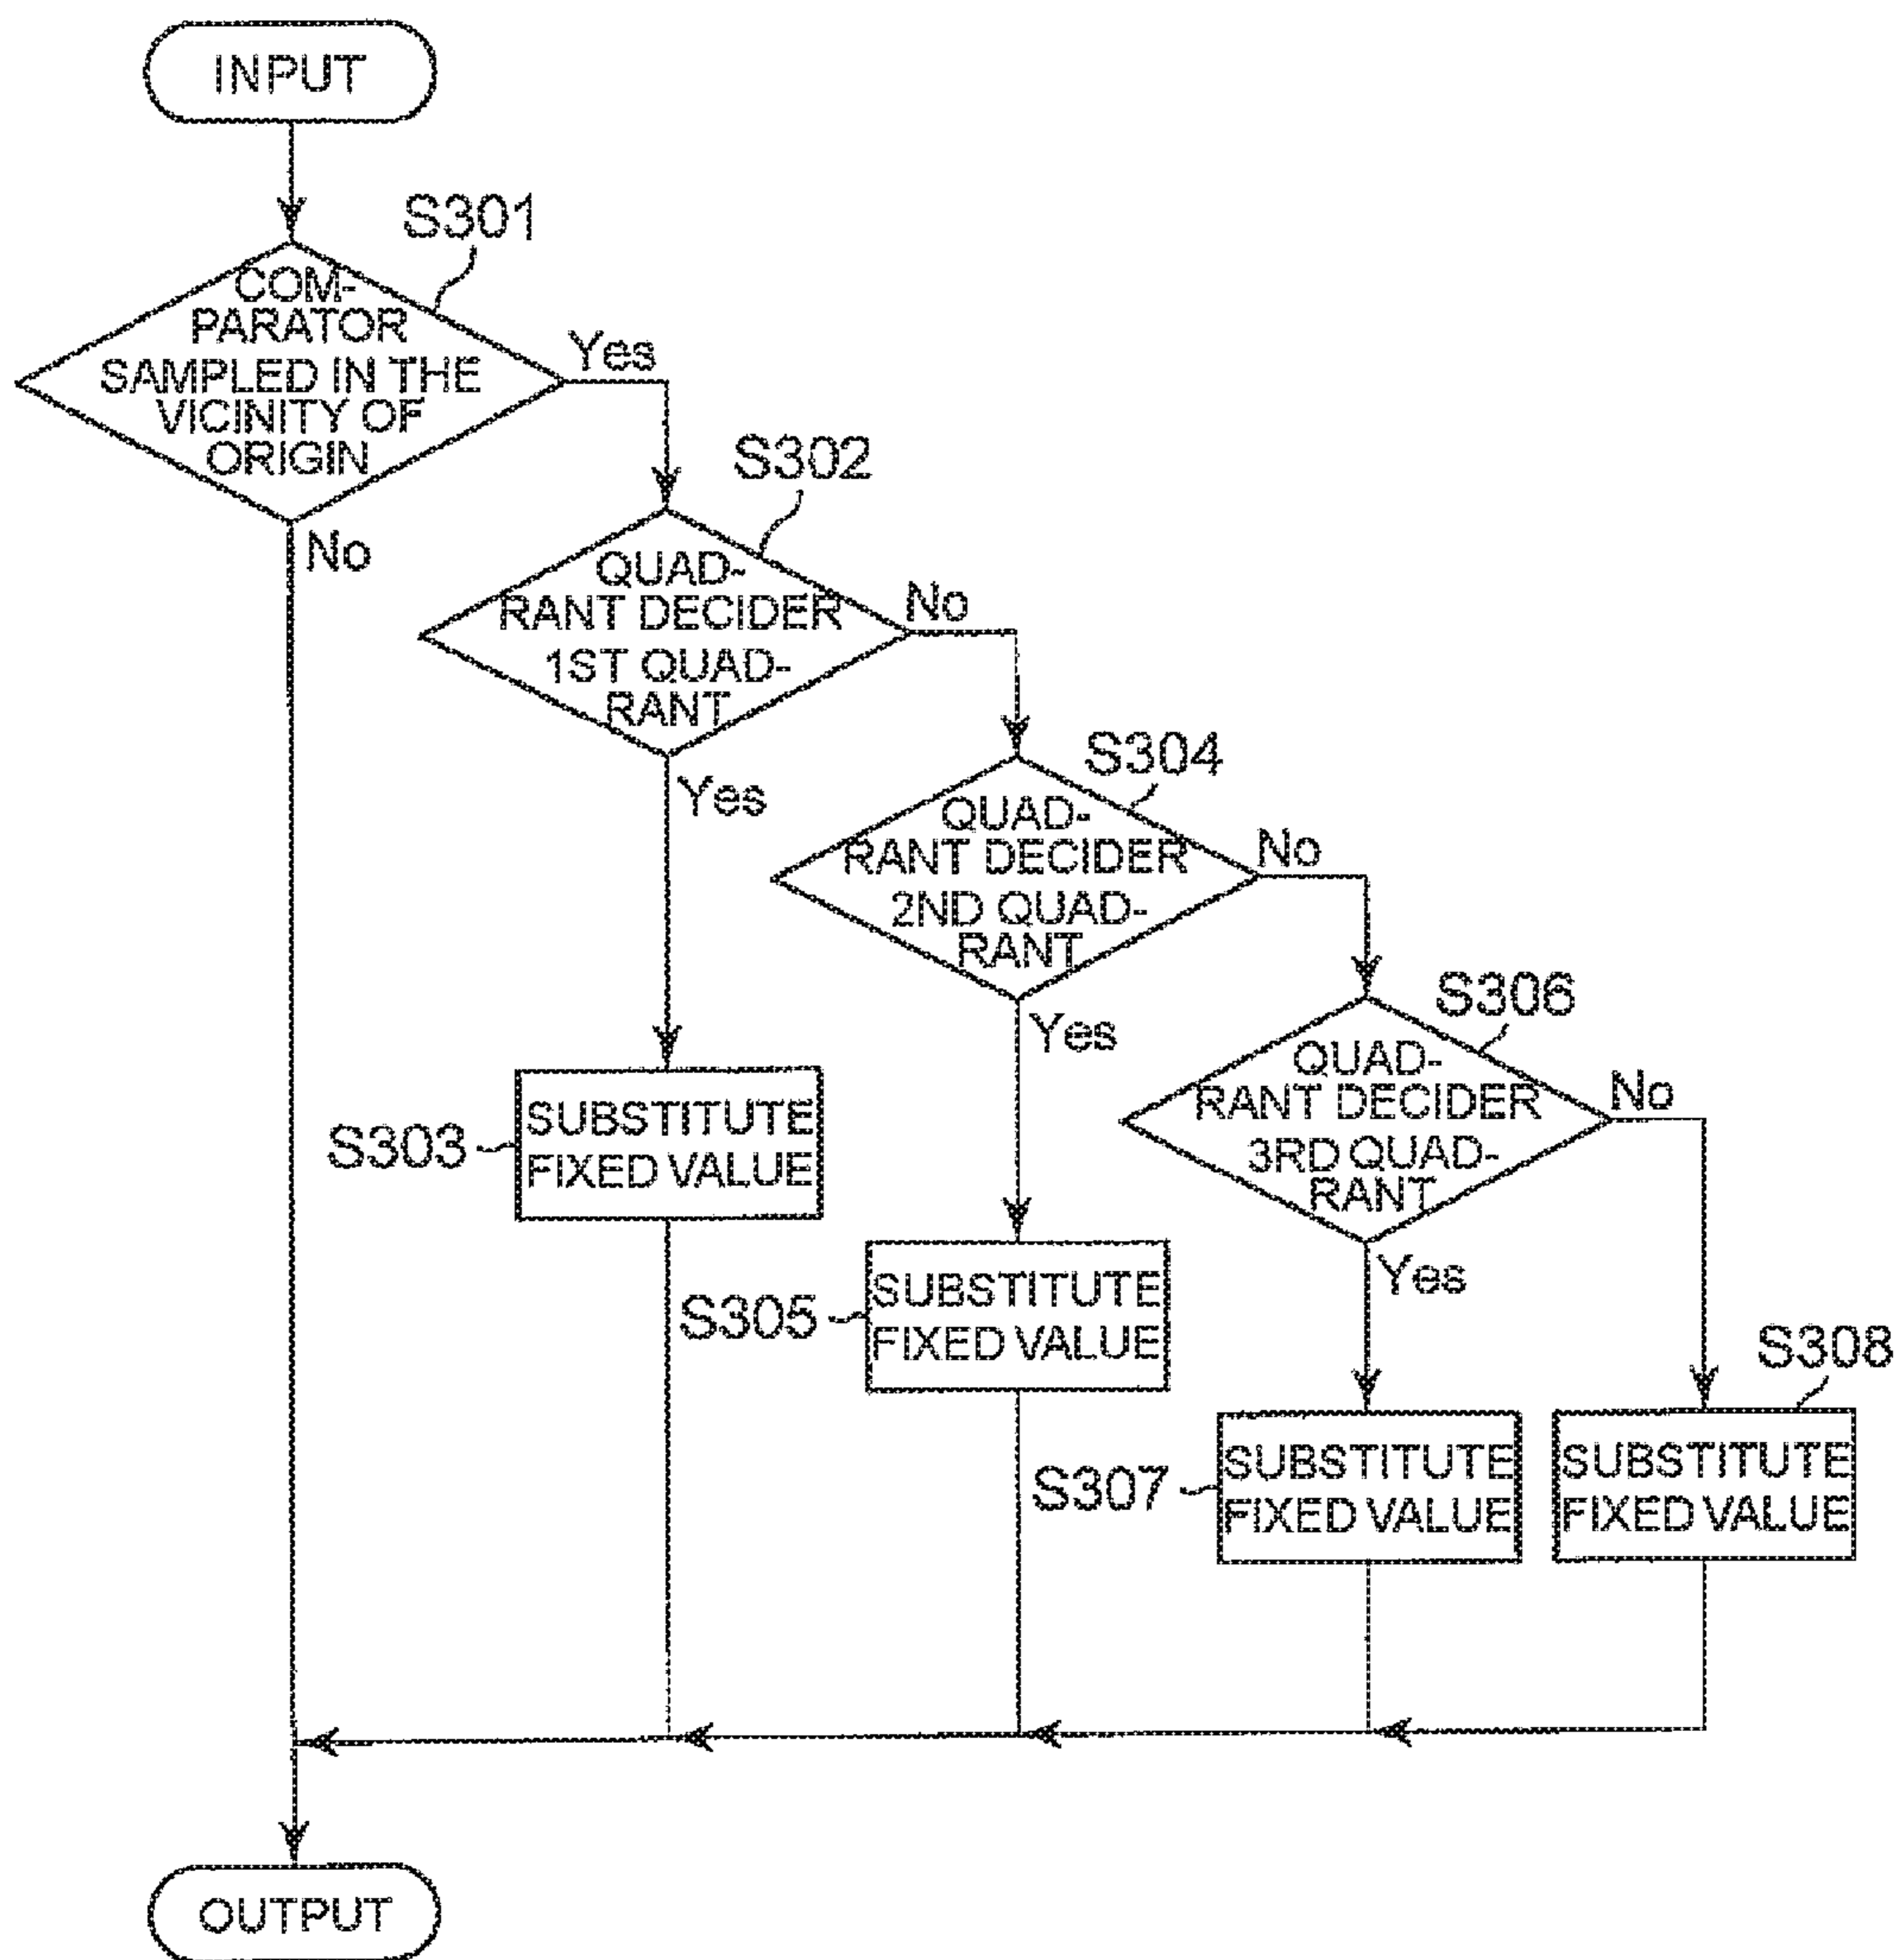 INPUT
S301
COM-
PARATOR
SAMPLED IN THE
VICINITY OF
ORIGIN
Yes
No
S302
QUAD-
RANT DECIDER
1ST QUAD-
RANT
No
Yes
S304
QUAD-
RANT DECIDER
2ND QUAD-
RANT
No
Yes
S306
QUAD-
RANT DECIDER
3RD QUAD-
RANT
No
Yes
S303
SUBSTITUTE
FIXED VALUE
S305
SUBSTITUTE
FIXED VALUE
S307
SUBSTITUTE
FIXED VALUE
S308
SUBSTITUTE
FIXED VALUE
OUTPUT